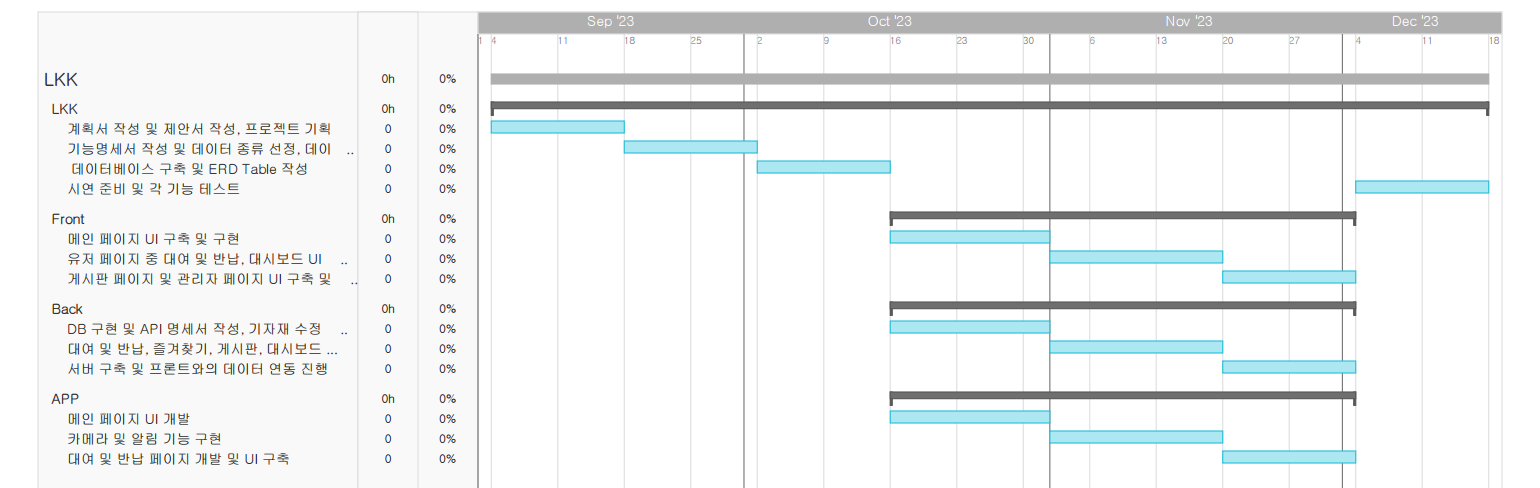 Sep '23 Oct '23 Nov '23 Dec '23
1 4 11 18 25 2 9 16 23 30 6 13 20 27 4 11 18
LKK 0h 0%
LKK 0h 0%
계획서 작성 및 제안서 작성, 프로젝트 기획 0 0%
기능명세서 작성 및 데이터 종류 선정, 데이 .. 0 0%
데이터베이스 구축 및 ERD Table 작성 0 0%
시연 준비 및 각 기능 테스트 0 0%
Front 0h 0%
메인 페이지 UI 구축 및 구현 0 0%
유저 페이지 중 대여 및 반납, 대시보드 UI .. 0 0%
게시판 페이지 및 관리자 페이지 UI 구축 및 .. 0 0%
Back 0h 0%
DB 구현 및 API 명세서 작성, 기자재 수정 .. 0 0%
대여 및 반납, 즐겨찾기, 게시판, 대시보드 ... 0 0%
서버 구축 및 프론트와의 데이터 연동 진행 0 0%
APP 0h 0%
메인 페이지 UI 개발 0 0%
카메라 및 알림 기능 구현 0 0%
대여 및 반납 페이지 개발 및 UI 구축 0 0%